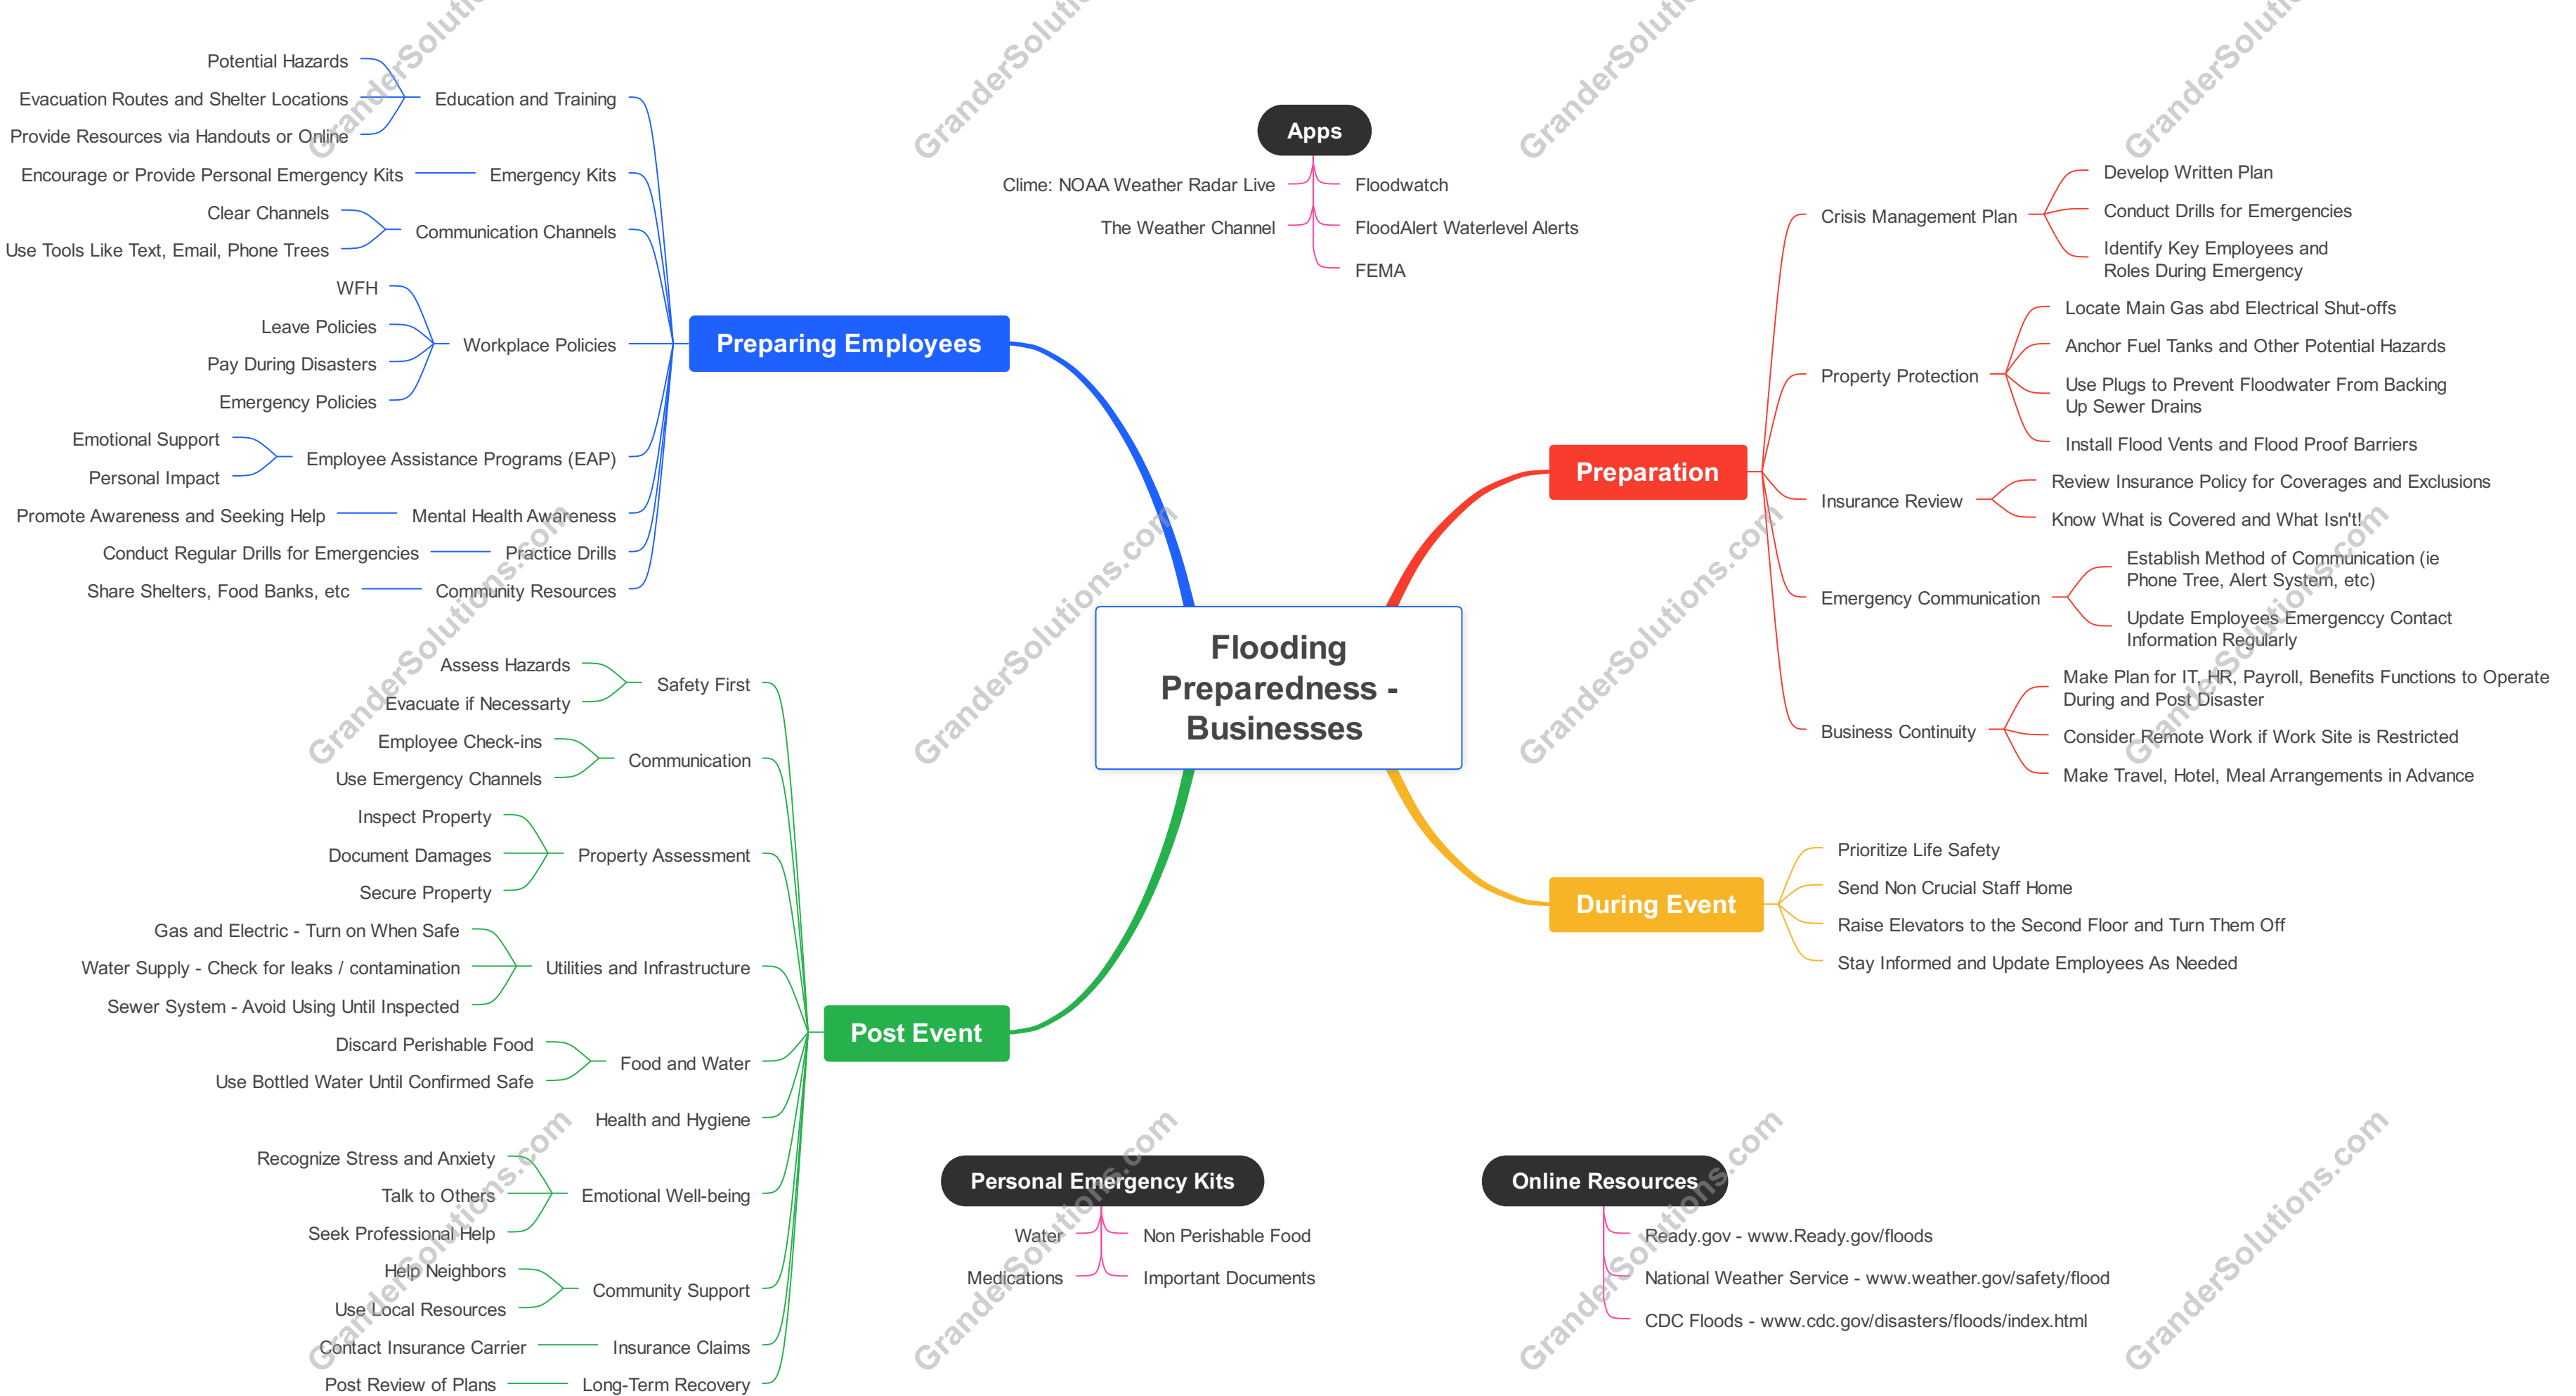 Flooding
Preparedness -
Businesses
Preparing Employees
Education and Training
Potential Hazards
Evacuation Routes and Shelter Locations
Provide Resources via Handouts or Online
Emergency Kits
Encourage or Provide Personal Emergency Kits
Communication Channels
Clear Channels
Use Tools Like Text, Email, Phone Trees
Workplace Policies
WFH
Leave Policies
Pay During Disasters
Emergency Policies
Employee Assistance Programs (EAP)
Emotional Support
Personal Impact
Mental Health Awareness
Promote Awareness and Seeking Help
Practice Drills
Conduct Regular Drills for Emergencies
Community Resources
Share Shelters, Food Banks, etc
Apps
Clime: NOAA Weather Radar Live
The Weather Channel
Floodwatch
FloodAlert Waterlevel Alerts
FEMA
Preparation
Crisis Management Plan
Develop Written Plan
Conduct Drills for Emergencies
Identify Key Employees and
Roles During Emergency
Property Protection
Locate Main Gas abd Electrical Shut-offs
Anchor Fuel Tanks and Other Potential Hazards
Use Plugs to Prevent Floodwater From Backing
Up Sewer Drains
Install Flood Vents and Flood Proof Barriers
Insurance Review
Review Insurance Policy for Coverages and Exclusions
Know What is Covered and What Isn't!
Emergency Communication
Establish Method of Communication (ie
Phone Tree, Alert System, etc)
Update Employees Emergenccy Contact
Information Regularly
Business Continuity
Make Plan for IT, HR, Payroll, Benefits Functions to Operate
During and Post Disaster
Consider Remote Work if Work Site is Restricted
Make Travel, Hotel, Meal Arrangements in Advance
During Event
Prioritize Life Safety
Send Non Crucial Staff Home
Raise Elevators to the Second Floor and Turn Them Off
Stay Informed and Update Employees As Needed
Post Event
Safety First
Assess Hazards
Evacuate if Necessarty
Communication
Employee Check-ins
Use Emergency Channels
Property Assessment
Inspect Property
Document Damages
Secure Property
Utilities and Infrastructure
Gas and Electric - Turn on When Safe
Water Supply - Check for leaks / contamination
Sewer System - Avoid Using Until Inspected
Food and Water
Discard Perishable Food
Use Bottled Water Until Confirmed Safe
Health and Hygiene
Emotional Well-being
Recognize Stress and Anxiety
Talk to Others
Seek Professional Help
Community Support
Help Neighbors
Use Local Resources
Insurance Claims
Contact Insurance Carrier
Long-Term Recovery
Post Review of Plans
Personal Emergency Kits
Water
Medications
Non Perishable Food
Important Documents
Online Resources
Ready.gov - www.Ready.gov/floods
National Weather Service - www.weather.gov/safety/flood
CDC Floods - www.cdc.gov/disasters/floods/index.html
GranderSolutions.com
GranderSolutions.com
GranderSolutions.com
GranderSolutions.com
GranderSolutions.com
GranderSolutions.com
GranderSolutions.com
GranderSolutions.com